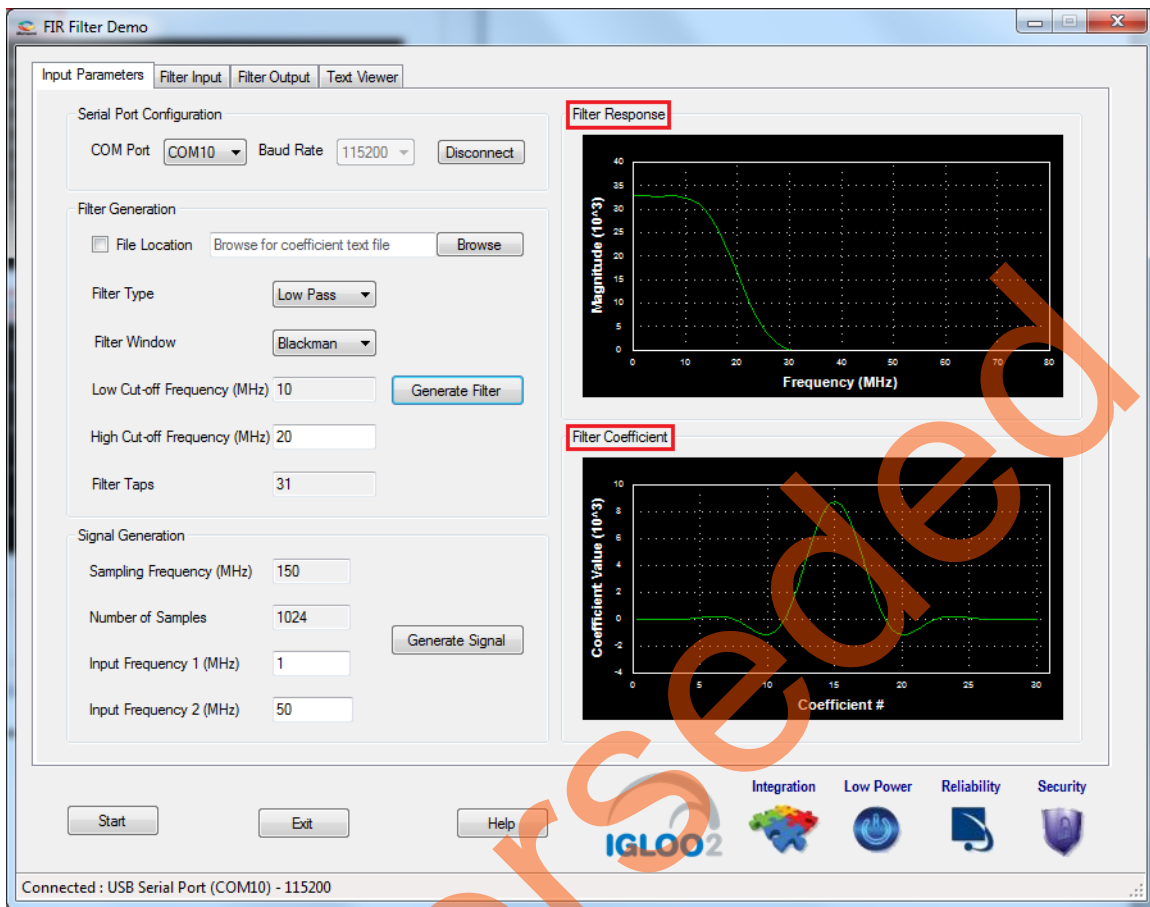 FIR Filter Demo
Input Parameters
Filter Input
Filter Output
Text Viewer
Serial Port Configuration
COM Port
COM10
Baud Rate
115200
Disconnect
Filter Generation
File Location
Browse for coefficient text file
Browse
Filter Type
Low Pass
Filter Window
Blackman
Low Cut-off Frequency (MHz)
10
Generate Filter
High Cut-off Frequency (MHz)
20
Filter Taps
31
Signal Generation
Sampling Frequency (MHz)
150
Number of Samples
1024
Generate Signal
Input Frequency 1 (MHz)
1
Input Frequency 2 (MHz)
50
Filter Response
Magnitude (10^3)
40
35
30
25
20
15
10
5
0
0 10 20 30 40 50 60 70 80
Frequency (MHz)
Filter Coefficient
Coefficient Value (10^3)
10
8
6
4
2
0
-2
-4
0 5 10 15 20 25 30
Coefficient #
Start
Exit
Help
IGLOO2
Integration
Low Power
Reliability
Security
Connected : USB Serial Port (COM10) - 115200
erseded